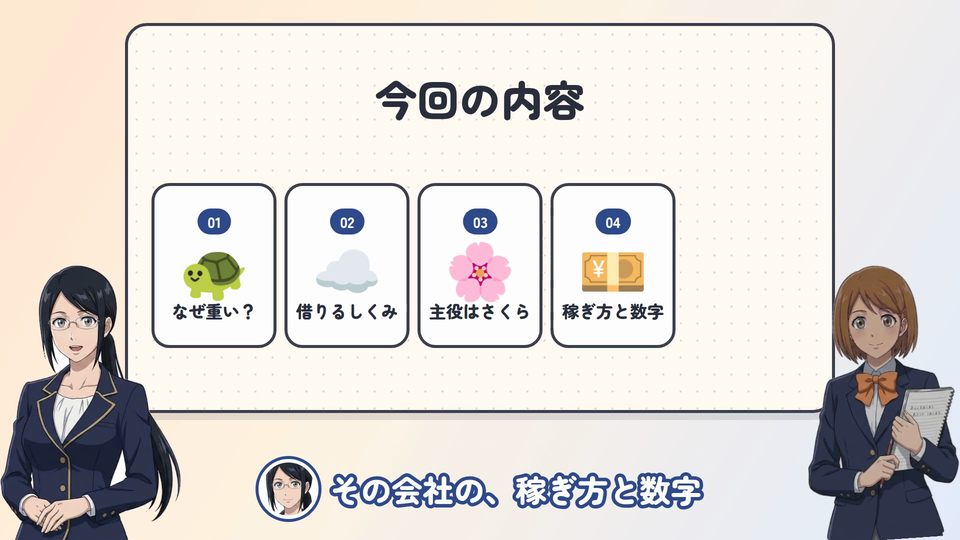 今回の内容
01
なぜ重い？
02
借りるしくみ
03
主役はさくら
04
¥
稼ぎ方と数字
その会社の、稼ぎ方と数字